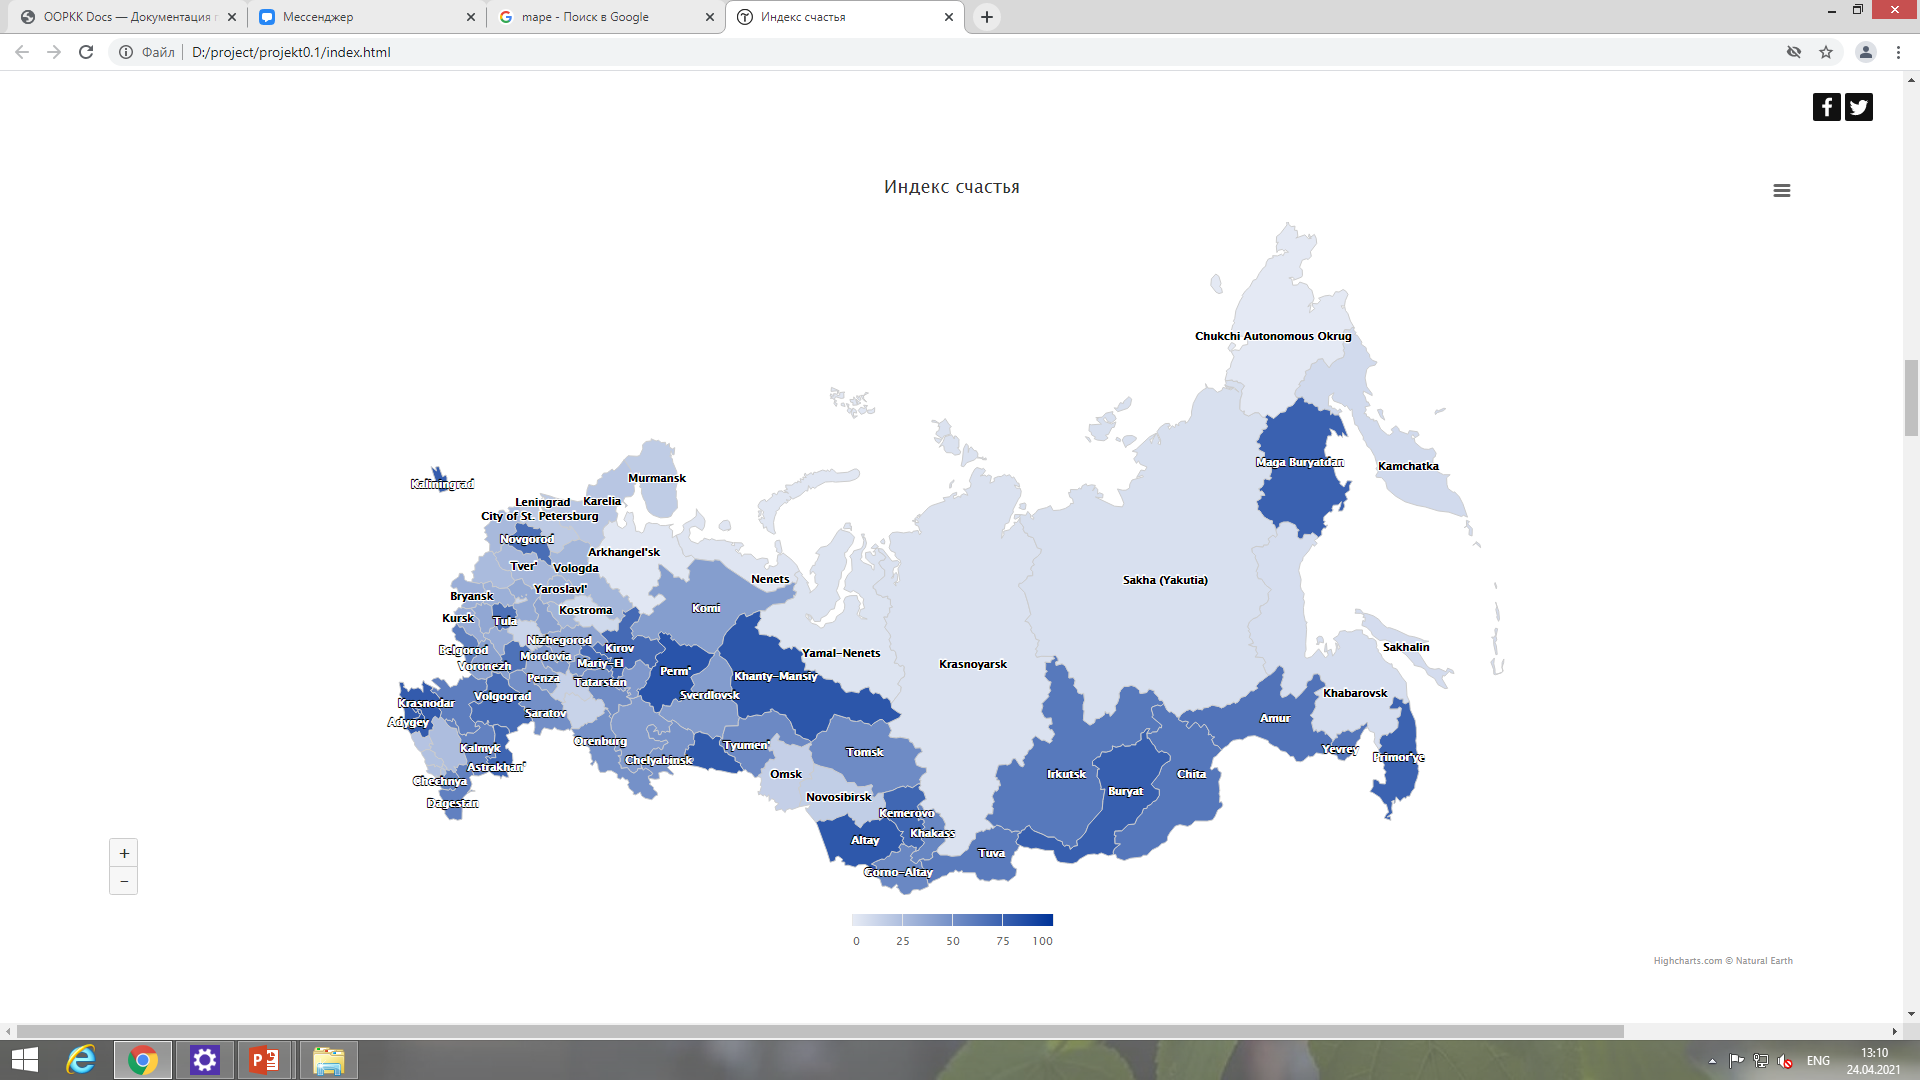 ООРКК Docs — Документация
Мессенджер
mape - Поиск в Google
Индекс счастья
Файл
D:/project/projekt0.1/index.html
Индекс счастья
Chukchi Autonomous Okrug
Maga Buryatdan
Kamchatka
Murmansk
Kaliningrad
Leningrad
Karelia
City of St. Petersburg
Novgorod
Arkhangel'sk
Tver'
Vologda
Nenets
Sakha (Yakutia)
Yaroslavl'
Bryansk
Kostroma
Komi
Kursk
Tula
Nizhegorod
Kirov
Sakhalin
Belgorod
Yamal-Nenets
Mordovia
Mariy-El
Krasnoyarsk
Voronezh
Perm'
Khanty-Mansiy
Penza
Tatarstan
Khabarovsk
Volgograd
Sverdlovsk
Krasnodar
Saratov
Amur
Adygey
Orenburg
Tyumen'
Kalmyk
Tomsk
Yevrey
Primor'ye
Chelyabinsk
Astrakhan'
Omsk
Irkutsk
Chita
Chechnya
Buryat
Dagestan
Novosibirsk
Kemerovo
Khakass
Altay
Tuva
Gorno-Altay
+
−
0 25 50 75 100
Highcharts.com © Natural Earth
ENG
13:10
24.04.2021